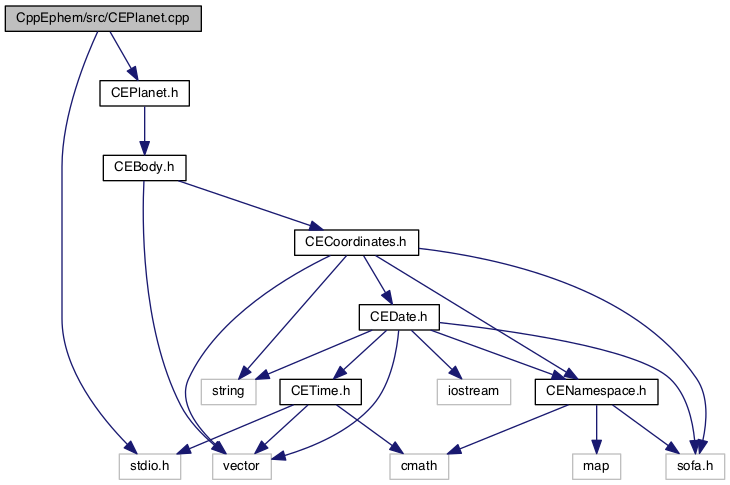 CppEphem/src/CEPlanet.cpp
CEPlanet.h
CEBody.h
CECoordinates.h
CEDate.h
string
CETime.h
iostream
CENamespace.h
stdio.h
vector
cmath
map
sofa.h